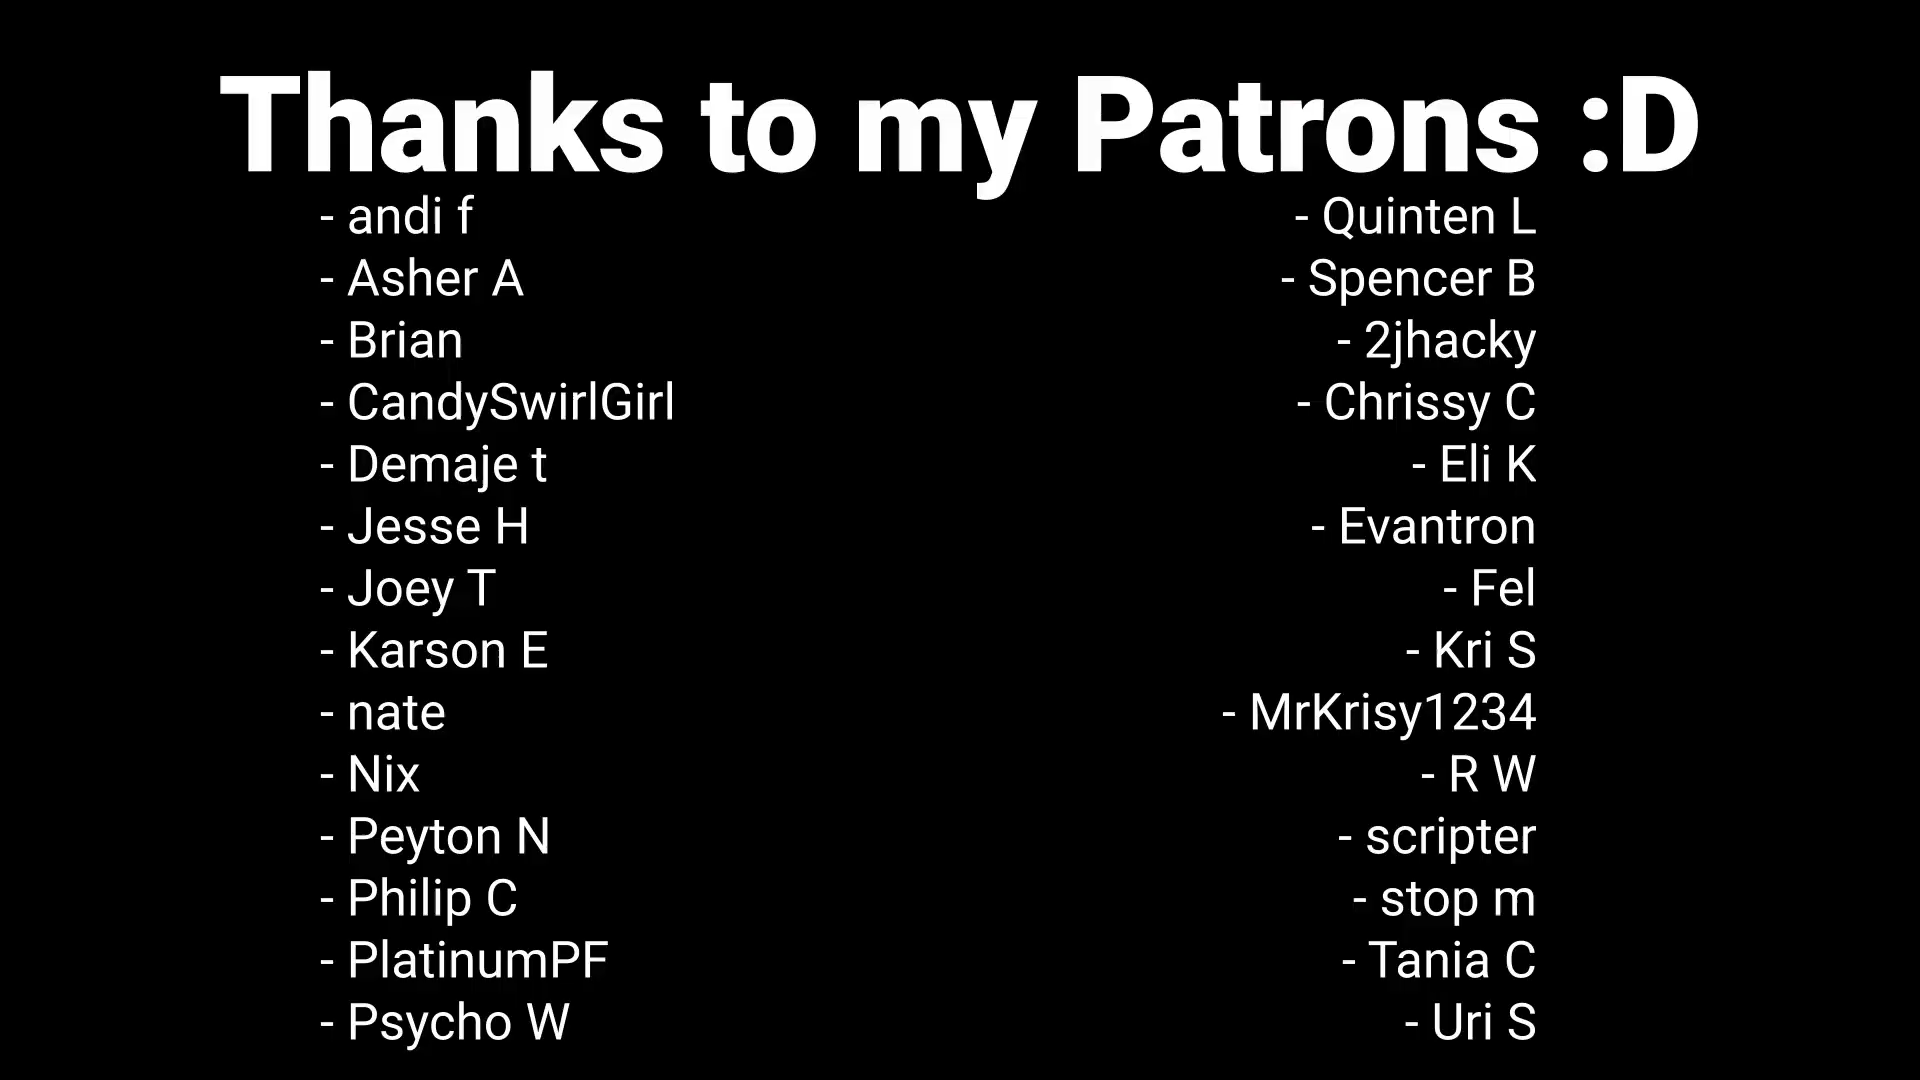 Thanks to my Patrons :D
- andi f
- Asher A
- Brian
- CandySwirlGirl
- Demaje t
- Jesse H
- Joey T
- Karson E
- nate
- Nix
- Peyton N
- Philip C
- PlatinumPF
- Psycho W
- Quinten L
- Spencer B
- 2jhacky
- Chrissy C
- Eli K
- Evantron
- Fel
- Kri S
- MrKrisy1234
- R W
- scripter
- stop m
- Tania C
- Uri S